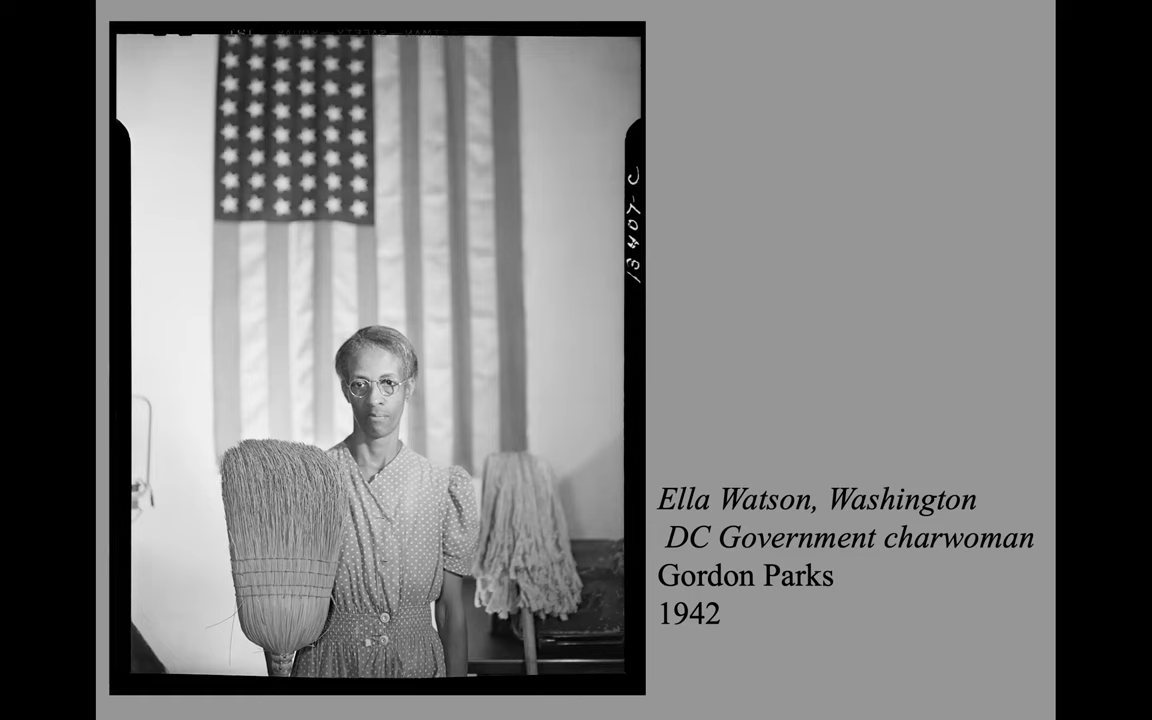 13407-C
Ella Watson, Washington
DC Government charwoman
Gordon Parks
1942